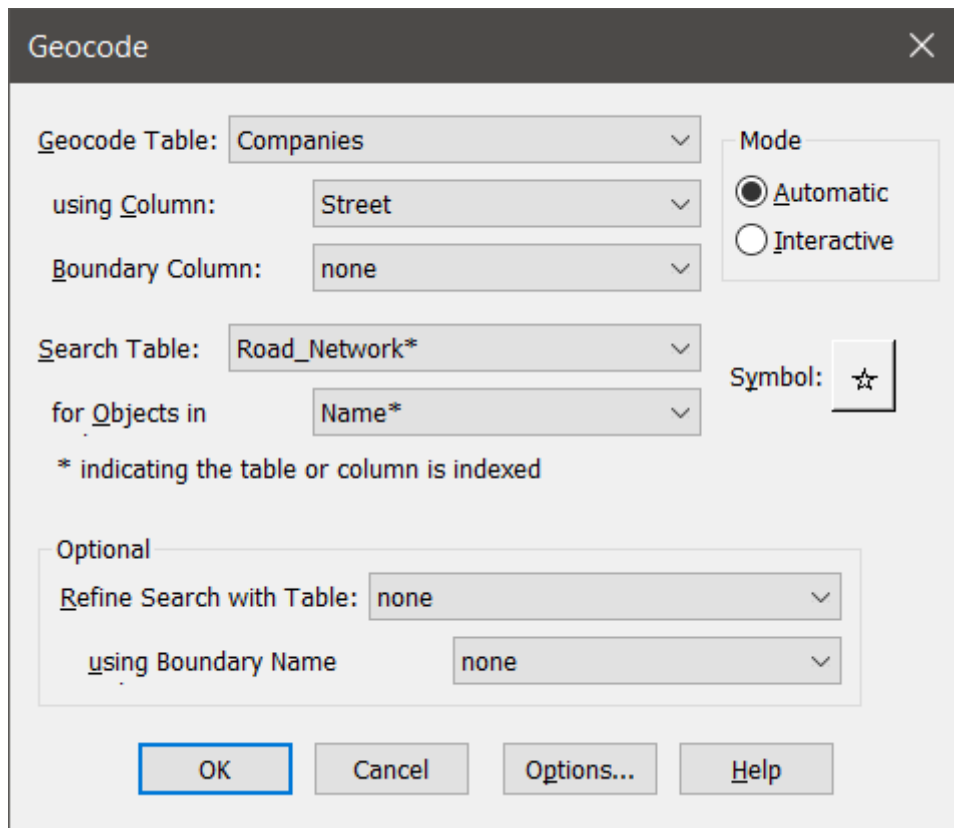 Geocode
Geocode Table: Companies
Mode
using Column: Street
Automatic
Boundary Column: none
Interactive
Search Table: Road_Network*
Symbol:
for Objects in Name*
* indicating the table or column is indexed
Optional
Refine Search with Table: none
using Boundary Name none
OK Cancel Options... Help